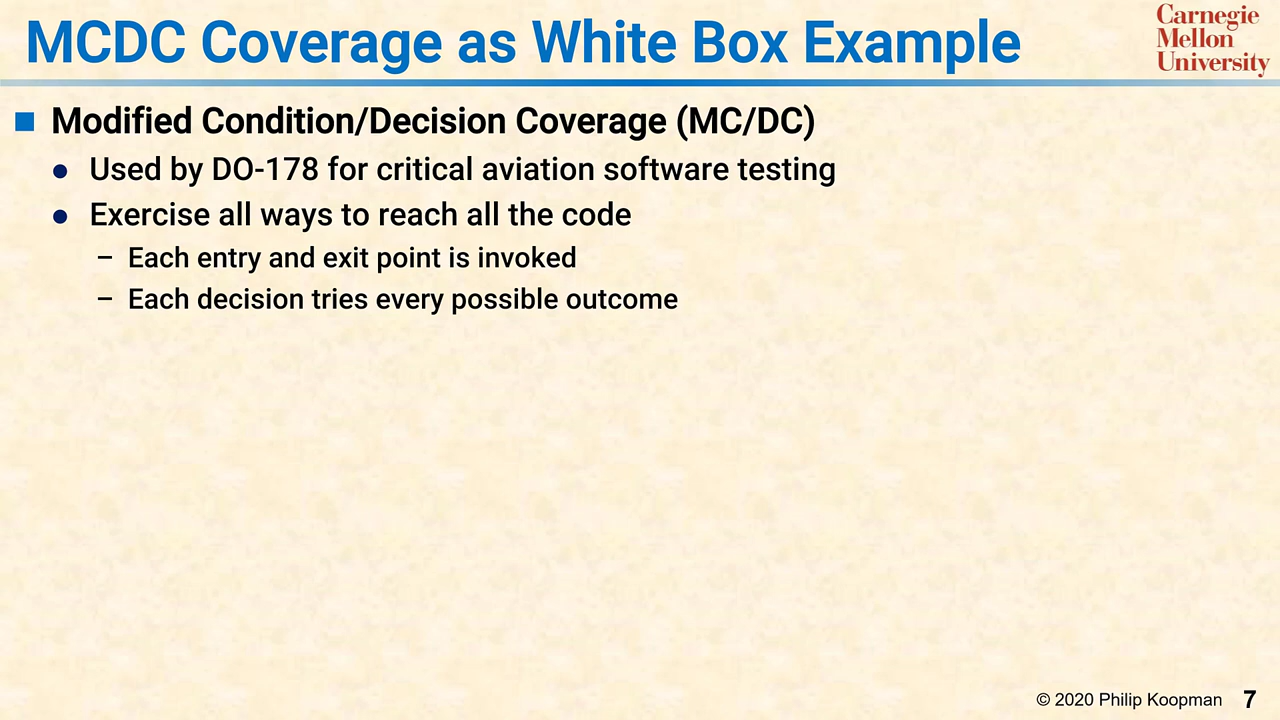 MCDC Coverage as White Box Example
Carnegie
Mellon
University
Modified Condition/Decision Coverage (MC/DC)
Used by DO-178 for critical aviation software testing
Exercise all ways to reach all the code
– Each entry and exit point is invoked
– Each decision tries every possible outcome
© 2020 Philip Koopman 7